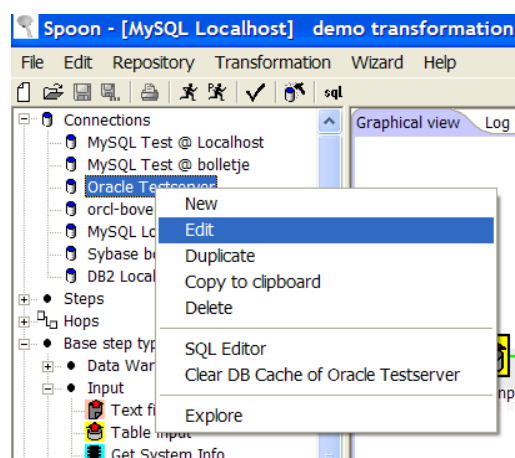 Spoon - [MySQL Localhost] demo transformation
File Edit Repository Transformation Wizard Help
sql
Connections
Graphical view Log
MySQL Test @ Localhost
MySQL Test @ bolletje
Oracle Testserver
orcl-bove
MySQL Lo
Sybase b
DB2 Local
Steps
Hops
Base step typ
Data War
Input
Text fi
Table Input
Get System Info
New
Edit
Duplicate
Copy to clipboard
Delete
SQL Editor
Clear DB Cache of Oracle Testserver
Explore
np